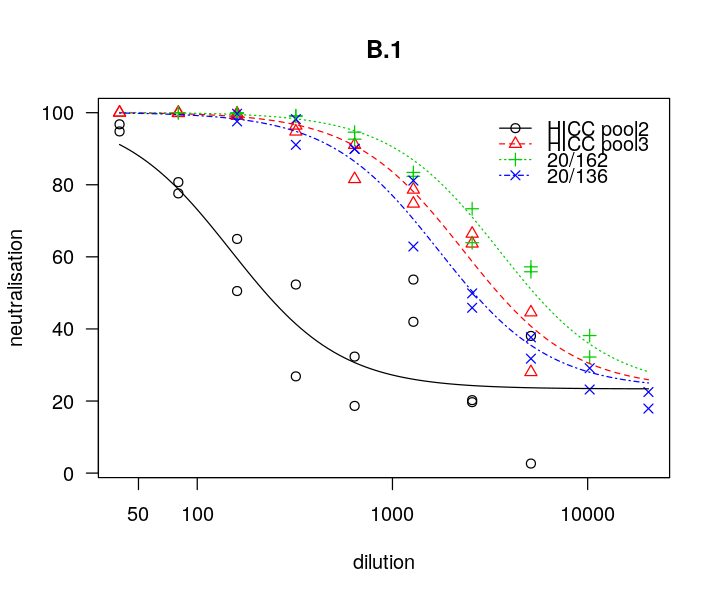 B.1
HICC pool2
HICC pool3
20/162
20/136
neutralisation
100
80
60
40
20
0
50 100 1000 10000
dilution